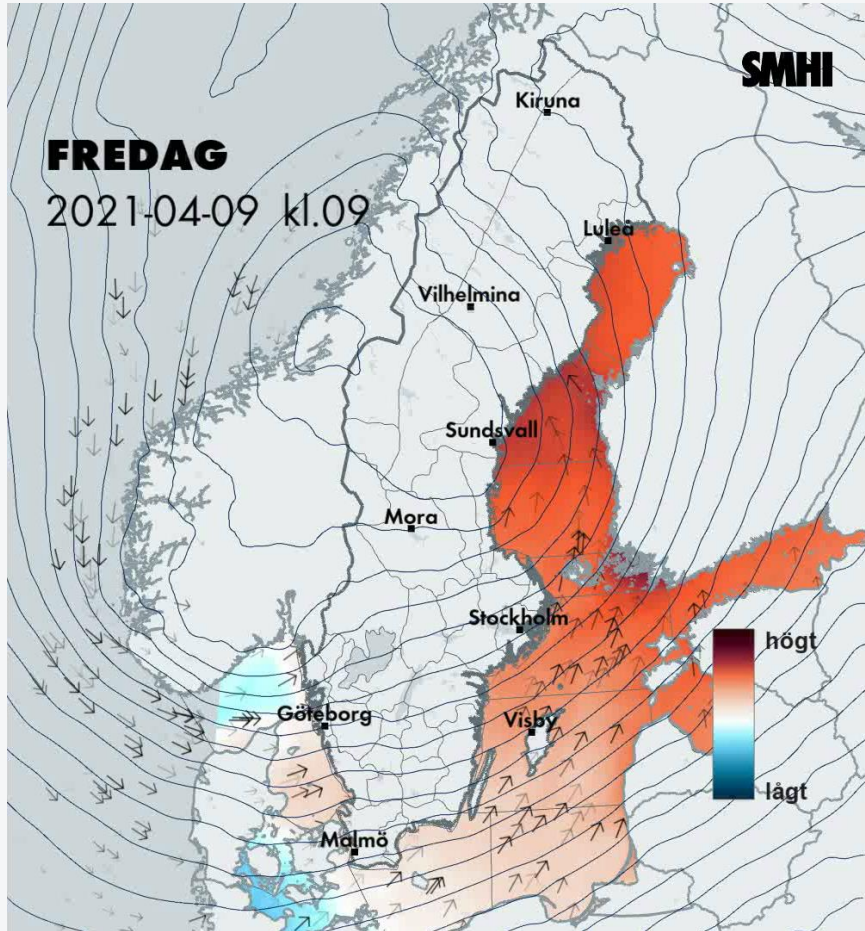 SMHI
Kiruna
FREDAG
2021-04-09 kl.09
Luleå
Vilhelmina
Sundsvall
Mora
Stockholm
högt
Göteborg
Visby
lågt
Malmö